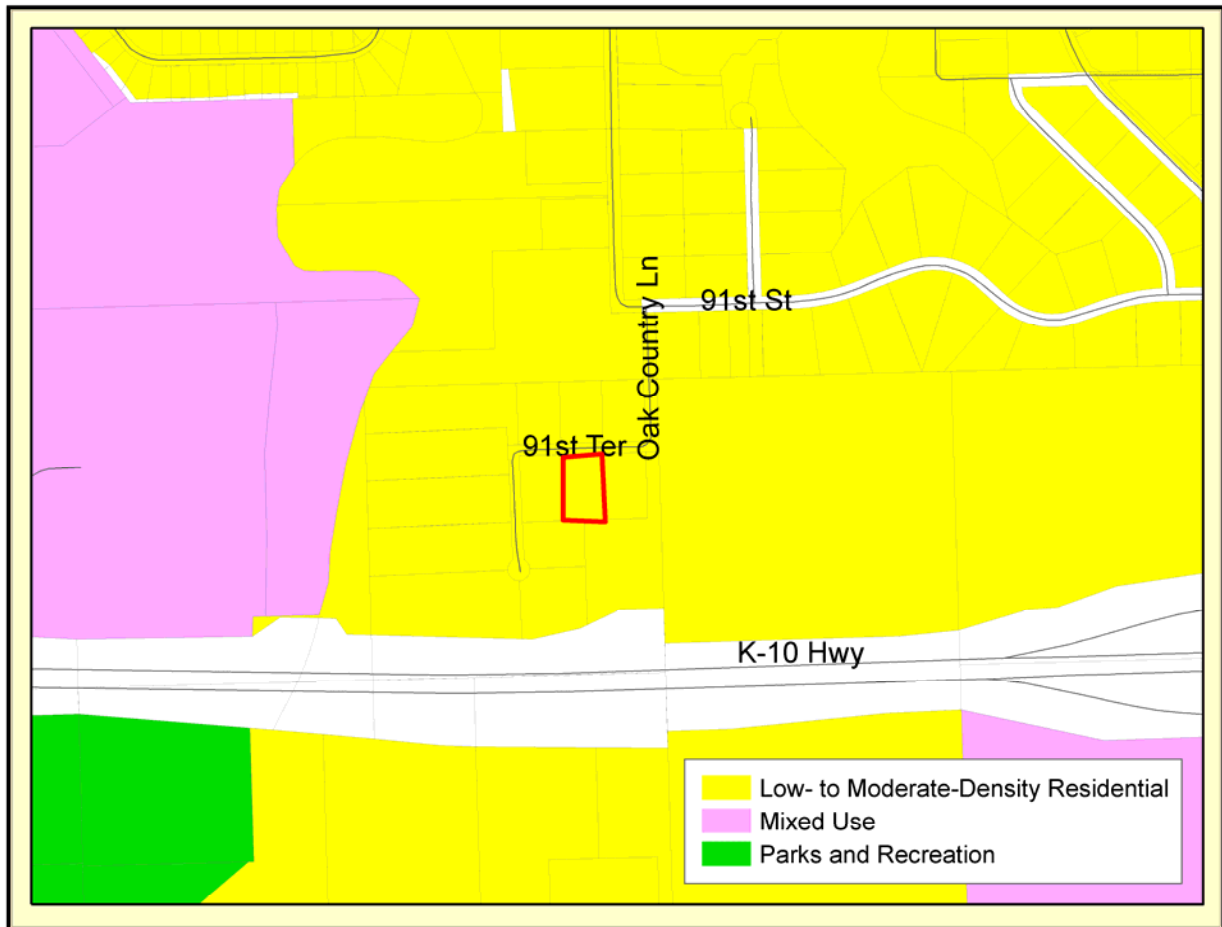 91st St
Oak Country Ln
91st Ter
K-10 Hwy
Low- to Moderate-Density Residential
Mixed Use
Parks and Recreation